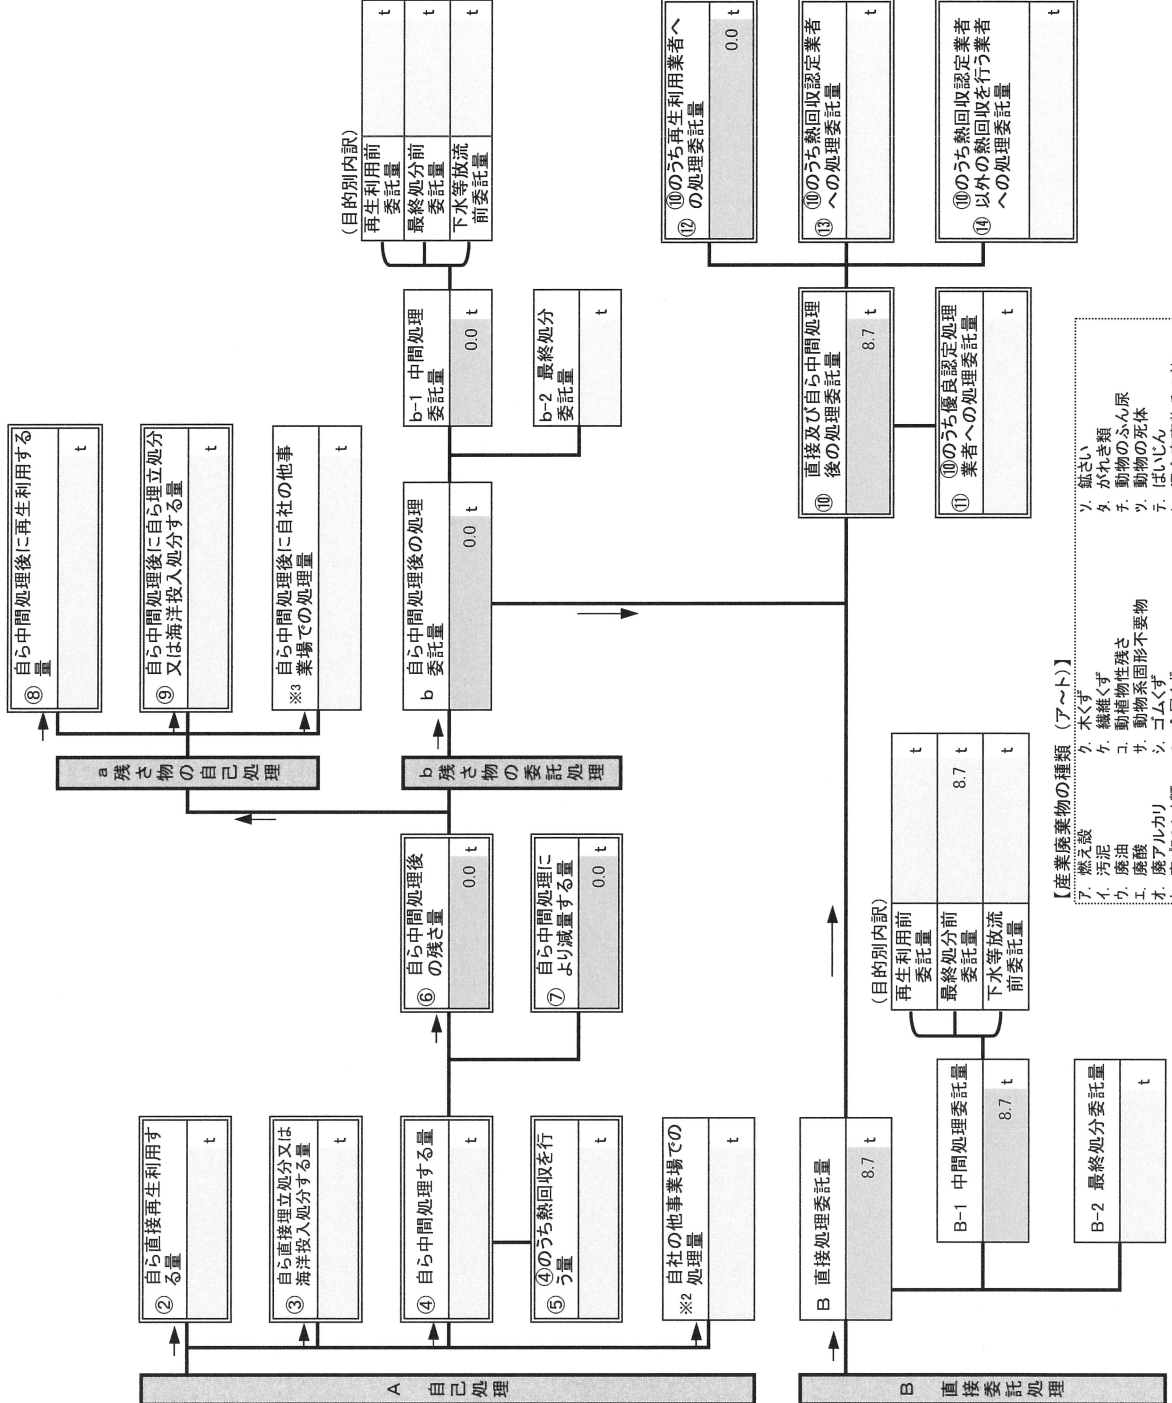 A 自己処理
② 自ら直接再生利用す
る量
t
③ 自ら直接埋立処分又は
海洋投入処分する量
t
④ 自ら中間処理する量
t
⑤ ④のうち熱回収を行
う量
t
※2 自社の他事業場での
処理量
t
⑥ 自ら中間処理後
の残さ量
0.0 t
⑦ 自ら中間処理に
より減量する量
0.0 t
a 残さ物の自己処理
⑧ 自ら中間処理後に再生利用する
量
t
⑨ 自ら中間処理後に自ら埋立処分
又は海洋投入処分する量
t
※3 自ら中間処理後に自社の他事
業場での処理量
t
b 残さ物の委託処理
b 自ら中間処理後の処理
委託量
0.0 t
b-1 中間処理
委託量
0.0 t
b-2 最終処分
委託量
t
(目的別内訳)
再生利用前
委託量
t
最終処分前
委託量
t
下水等放流
前委託量
t
B 直接委託処理
B 直接処理委託量
8.7 t
B-1 中間処理委託量
8.7 t
B-2 最終処分委託量
t
(目的別内訳)
再生利用前
委託量
t
最終処分前
委託量
8.7 t
下水等放流
前委託量
t
⑩ 直接及び自ら中間処理
後の処理委託量
8.7 t
⑪ ⑩のうち優良認定処理
業者への処理委託量
t
⑫ ⑩のうち再生利用業者へ
の処理委託量
0.0 t
⑬ ⑩のうち熱回収認定業者
への処理委託量
t
⑭ ⑩のうち熱回収認定業者
以外の熱回収を行う業者
への処理委託量
t
【産業廃棄物の種類 (ア～ト)】
ア. 燃え殻
イ. 汚泥
ウ. 廃油
エ. 廃酸
オ. 廃アルカリ
ク. 木くず
ケ. 繊維くず
コ. 動植物性残さ
サ. 動物系固形不要物
シ. ゴムくず
ソ. 鉱さい
タ. がれき類
チ. 動物のふん尿
ツ. 動物の死体
テ. ばいじん